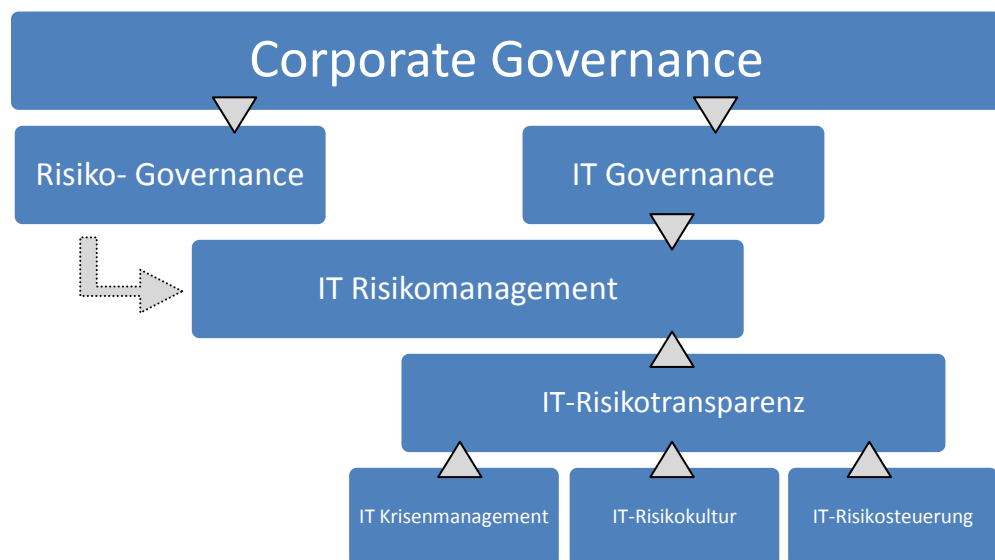 Corporate Governance
Risiko- Governance
IT Governance
IT Risikomanagement
IT-Risikotransparenz
IT Krisenmanagement
IT-Risikokultur
IT-Risikosteuerung